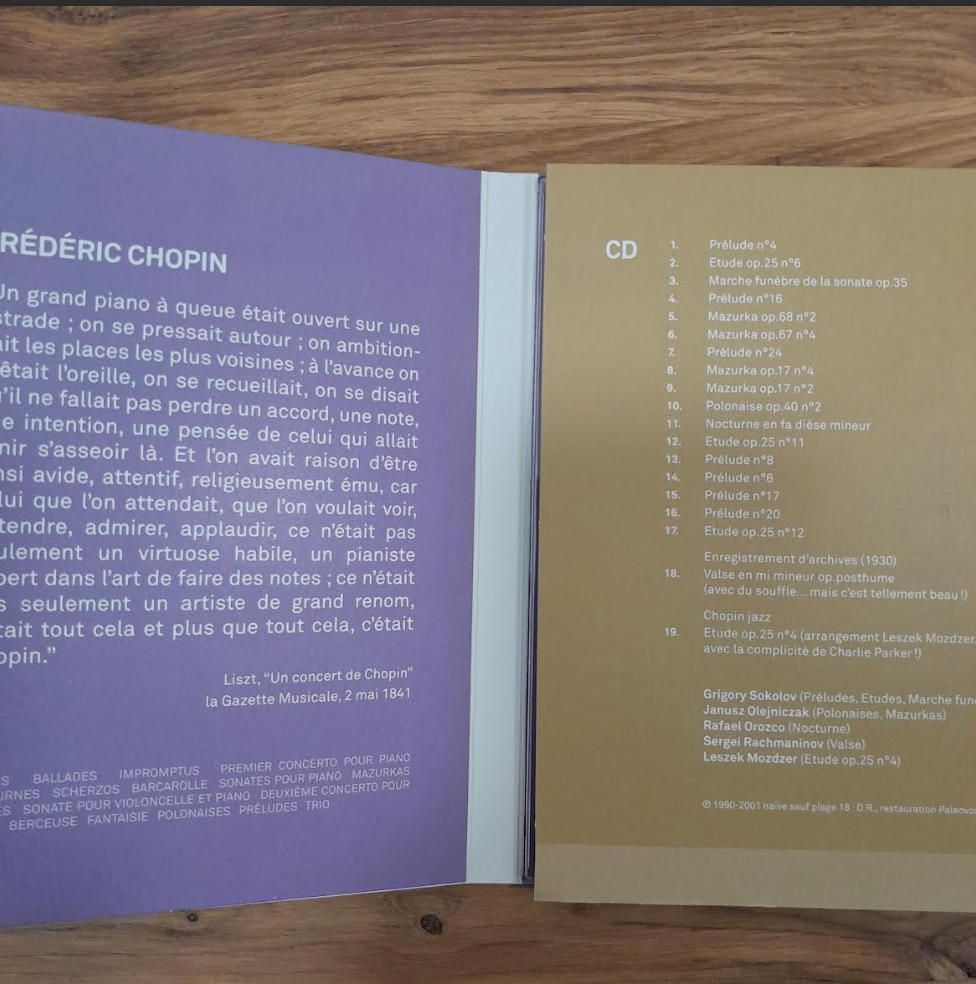 RÉDÉRIC CHOPIN
Un grand piano à queue était ouvert sur une
strade ; on se pressait autour ; on ambition-
ait les places les plus voisines ; à l'avance on
êtait l'oreille, on se recueillait, on se disait
u'il ne fallait pas perdre un accord, une note,
e intention, une pensée de celui qui allait
nir s'asseoir là. Et l'on avait raison d'être
nsi avide, attentif, religieusement ému, car
lui que l'on attendait, que l'on voulait voir,
tendre, admirer, applaudir, ce n'était pas
ulement un virtuose habile, un pianiste
pert dans l'art de faire des notes ; ce n'était
s seulement un artiste de grand renom,
tait tout cela et plus que tout cela, c'était
opin."
Liszt, "Un concert de Chopin"
la Gazette Musicale, 2 mai 1841
S BALLADES IMPROMPTUS PREMIER CONCERTO POUR PIANO
URNES SCHERZOS BARCAROLLE SONATES POUR PIANO MAZURKAS
ES SONATE POUR VIOLONCELLE ET PIANO DEUXIÈME CONCERTO POUR
BERCEUSE FANTAISIE POLONAISES PRÉLUDES TRIO
CD
1. Prélude n°4
2. Etude op.25 n°6
3. Marche funèbre de la sonate op.35
4. Prélude n°16
5. Mazurka op.68 n°2
6. Mazurka op.67 n°4
7. Prélude n°24
8. Mazurka op.17 n°4
9. Mazurka op.17 n°2
10. Polonaise op.40 n°2
11. Nocturne en fa dièse mineur
12. Etude op.25 n°11
13. Prélude n°8
14. Prélude n°6
15. Prélude n°17
16. Prélude n°20
17. Etude op.25 n°12
Enregistrement d'archives (1930)
18. Valse en mi mineur op.posthume
(avec du souffle... mais c'est tellement beau !)
Chopin jazz
19. Etude op.25 n°4 (arrangement Leszek Mozdzer,
avec la complicité de Charlie Parker !)
Grigory Sokolov (Préludes, Etudes, Marche fun
Janusz Olejniczak (Polonaises, Mazurkas)
Rafael Orozco (Nocturne)
Sergei Rachmaninov (Valse)
Leszek Mozdzer (Etude op.25 n°4)
℗ 1990-2001 naïve sauf plage 18 : D.R., restauration Paleovo